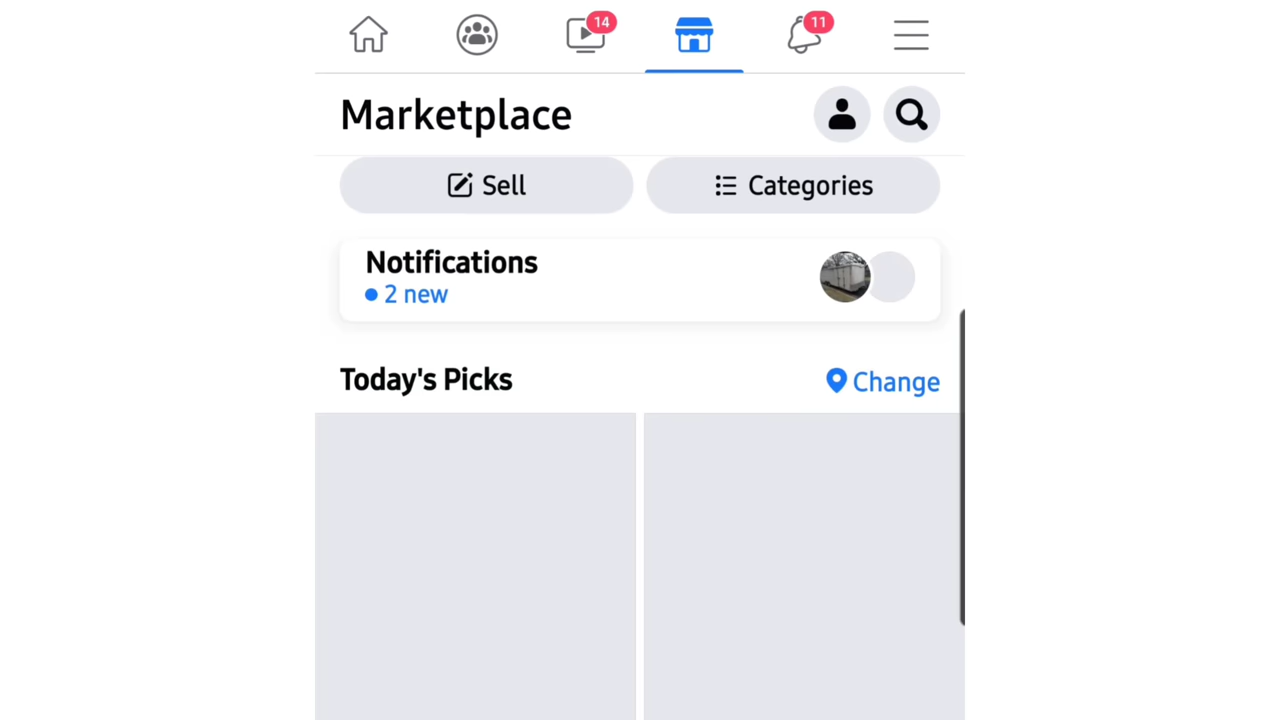 14
11
Marketplace
Sell
Categories
Notifications
2 new
Today's Picks
Change